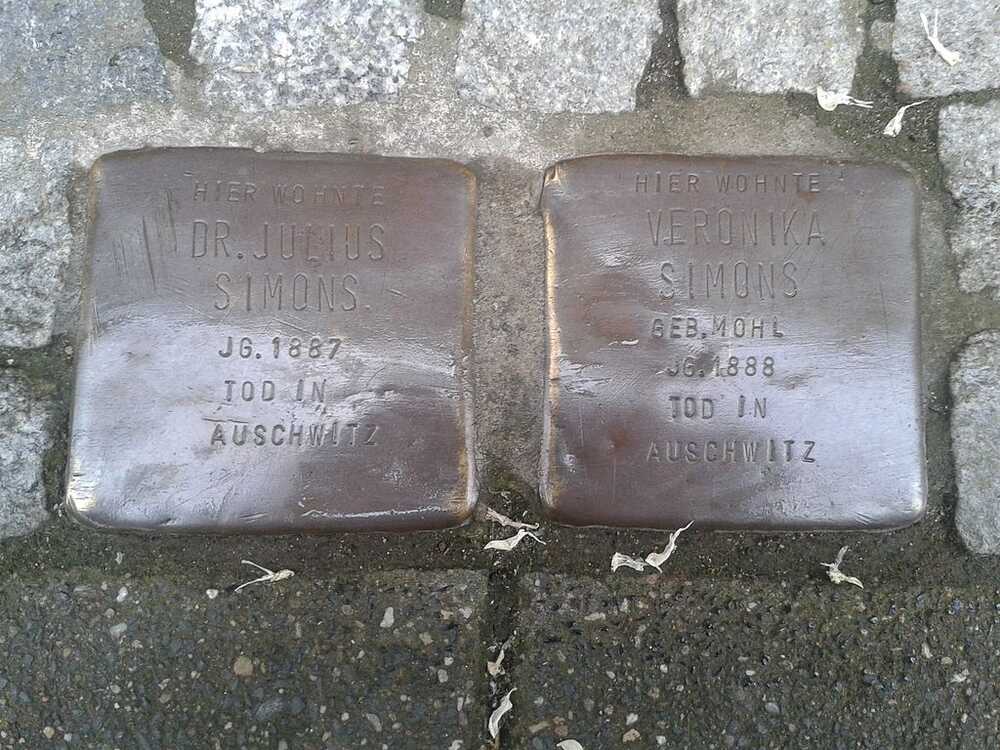 HIER WOHNTE
DR. JULIUS
SIMONS
JG. 1887
TOD IN
AUSCHWITZ
HIER WOHNTE
VERONIKA
SIMONS
GEB. MOHL
JG. 1888
TOD IN
AUSCHWITZ